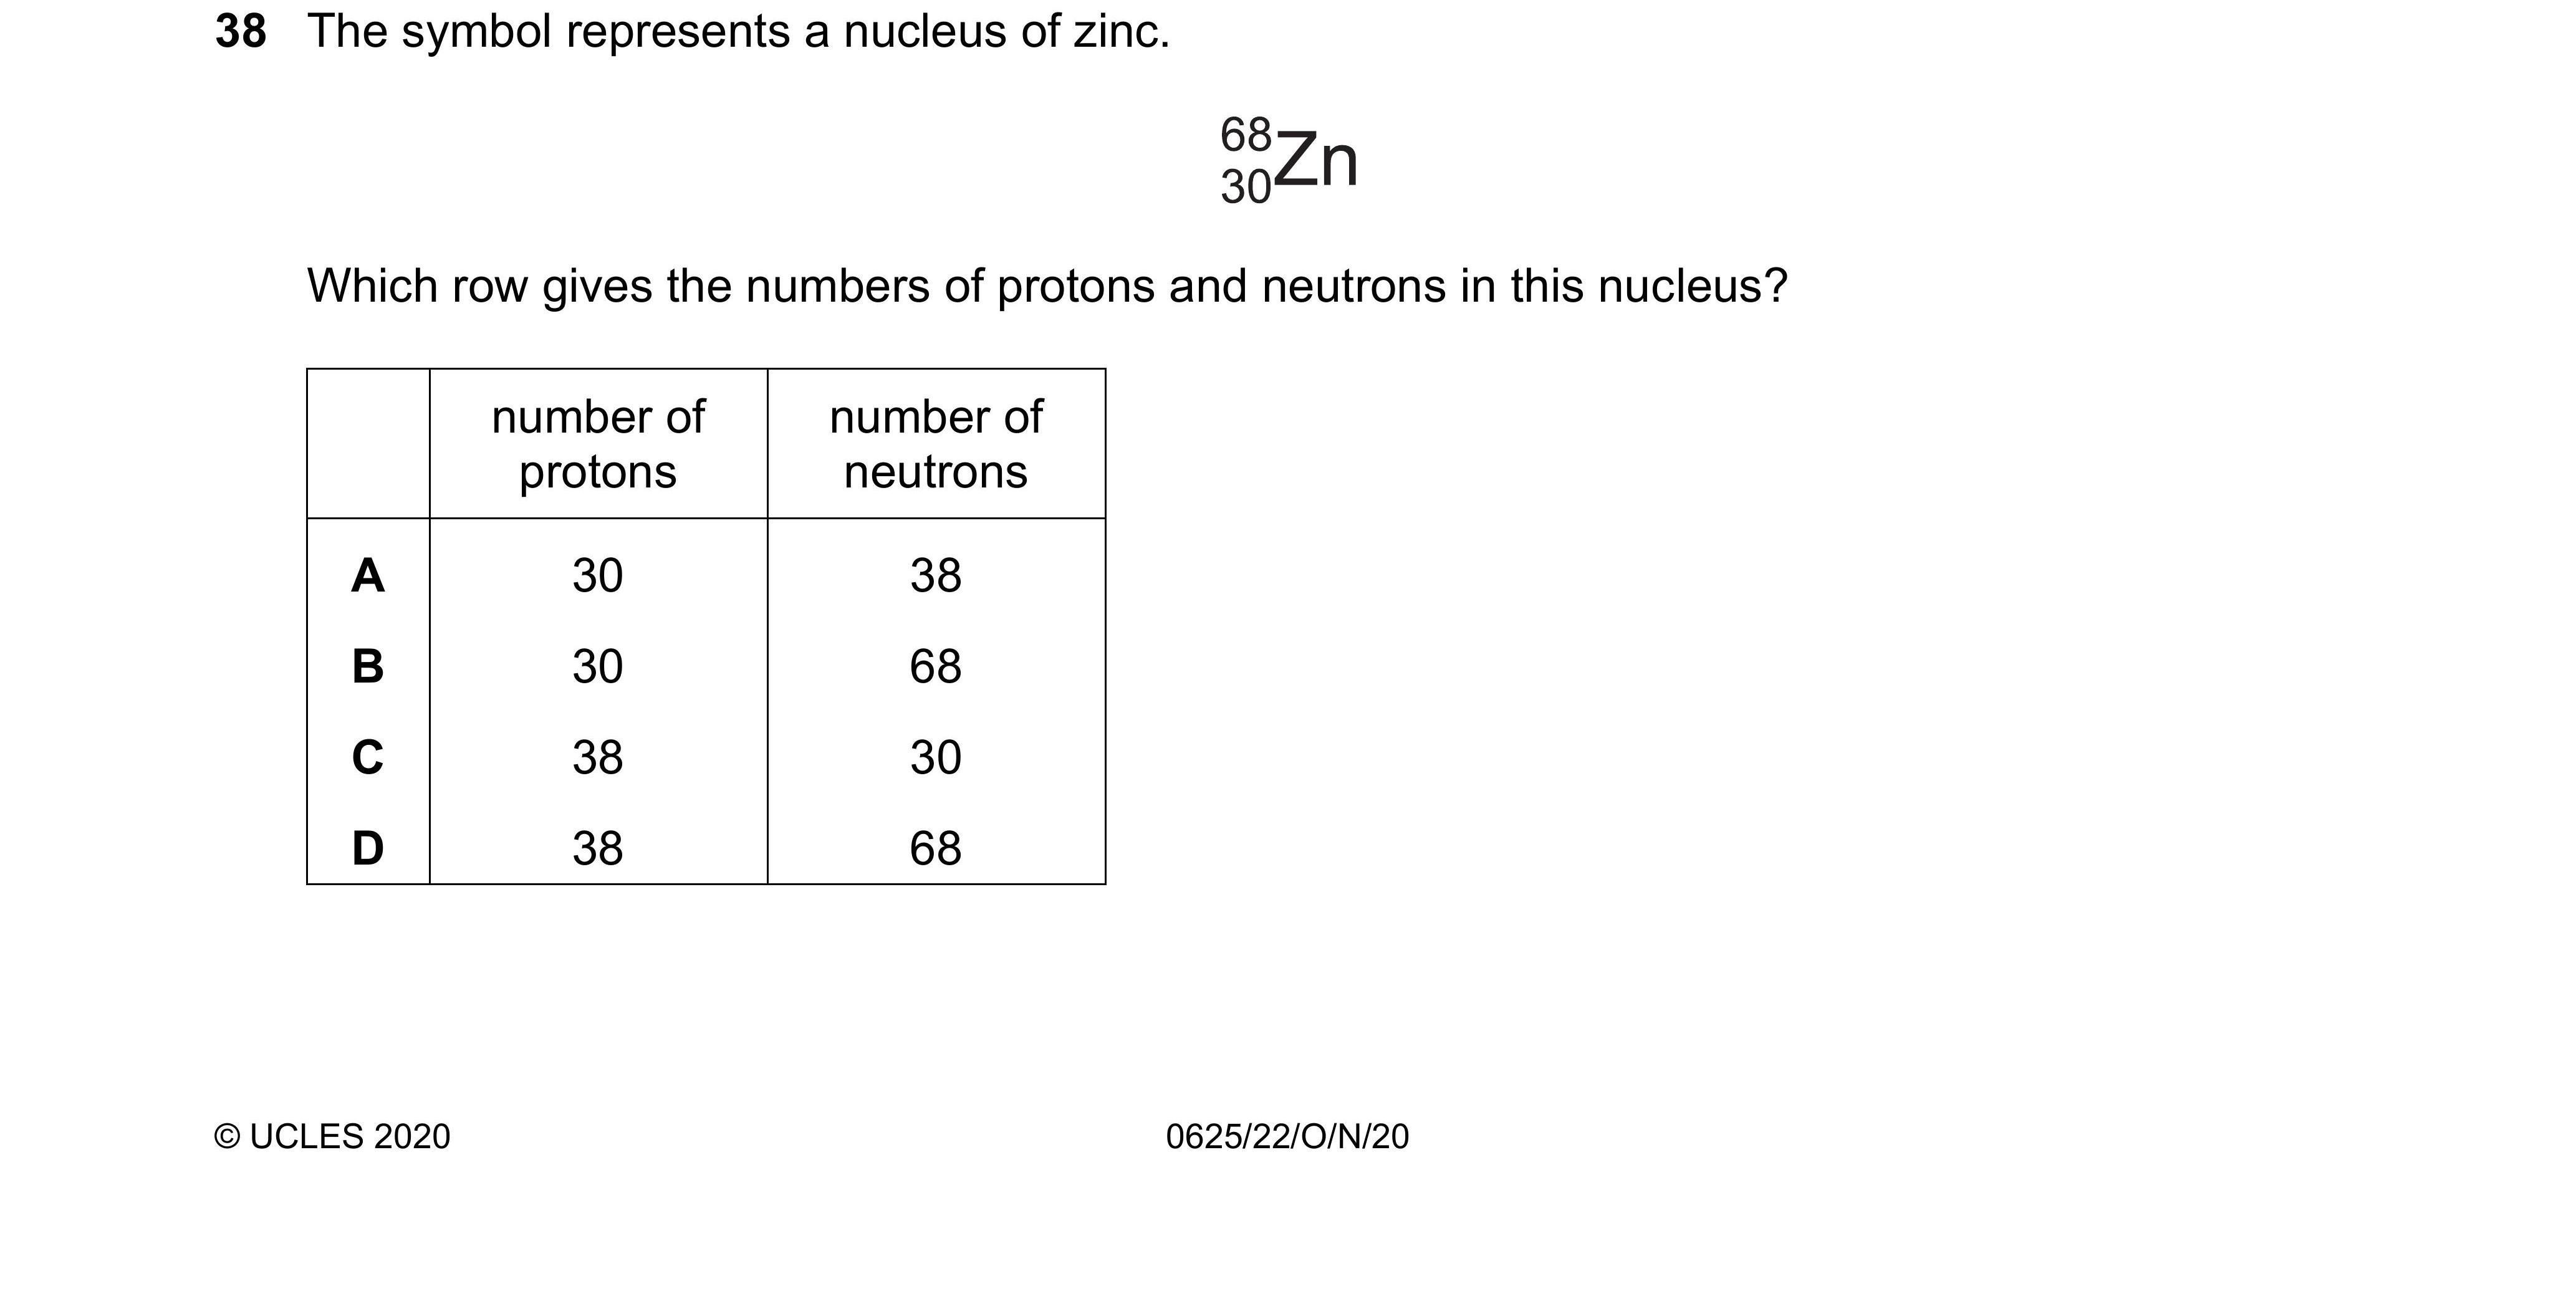 38 The symbol represents a nucleus of zinc.
68
30 Zn
Which row gives the numbers of protons and neutrons in this nucleus?
number of protons number of neutrons
A 30 38
B 30 68
C 38 30
D 38 68
© UCLES 2020 0625/22/O/N/20